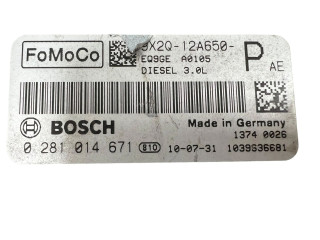 FoMoCo
9X2Q-12A650-
P AE
EQ9GE A0105
DIESEL 3.0L
BOSCH
Made in Germany
1374 0026
0 281 014 671 810 10-07-31 1039S36681